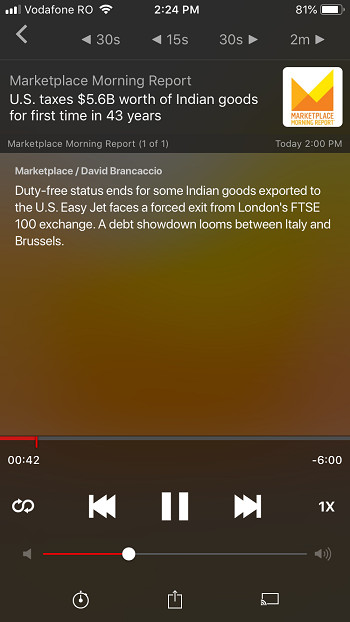 Vodafone RO 2:24 PM 81%
◀ 30s ◀ 15s 30s ▶ 2m ▶
Marketplace Morning Report
U.S. taxes $5.6B worth of Indian goods
for first time in 43 years
MARKETPLACE
MORNING REPORT
Marketplace Morning Report (1 of 1) Today 2:00 PM
Marketplace / David Brancaccio
Duty-free status ends for some Indian goods exported to
the U.S. Easy Jet faces a forced exit from London's FTSE
100 exchange. A debt showdown looms between Italy and
Brussels.
00:42 -6:00
1X